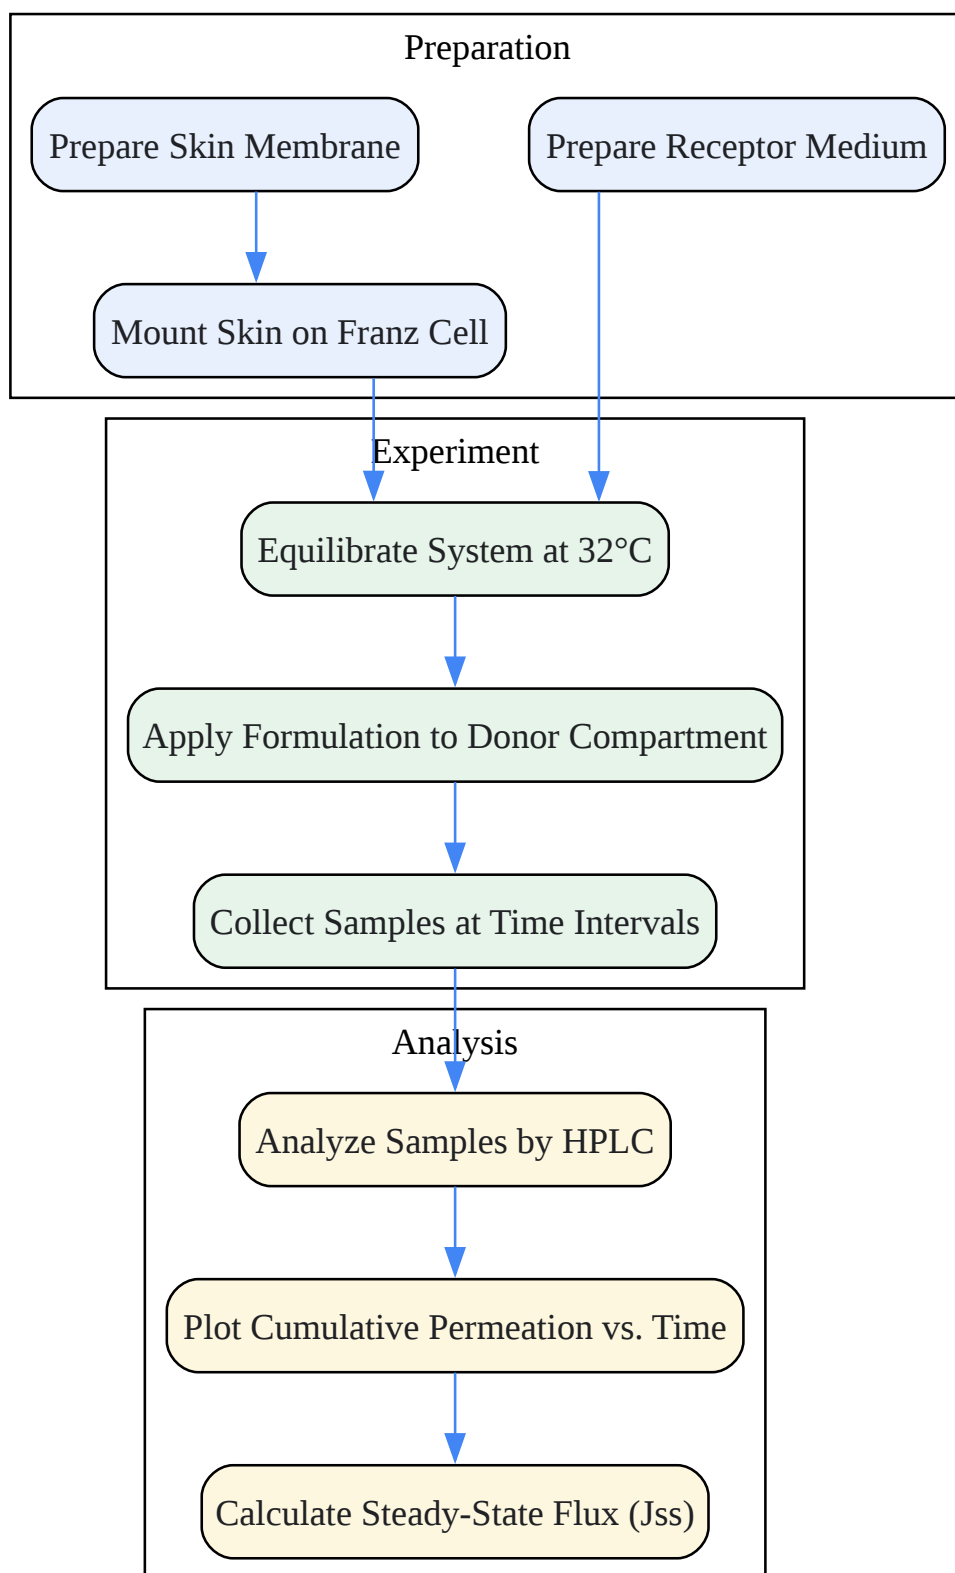 Preparation
Prepare Skin Membrane
Prepare Receptor Medium
Mount Skin on Franz Cell
Experiment
Equilibrate System at 32°C
Apply Formulation to Donor Compartment
Collect Samples at Time Intervals
Analysis
Analyze Samples by HPLC
Plot Cumulative Permeation vs. Time
Calculate Steady-State Flux (Jss)